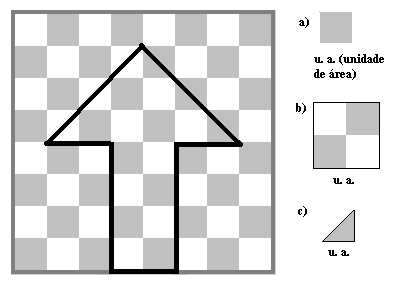 a)
u. a. (unidade
de área)
b)
u. a.
c)
u. a.